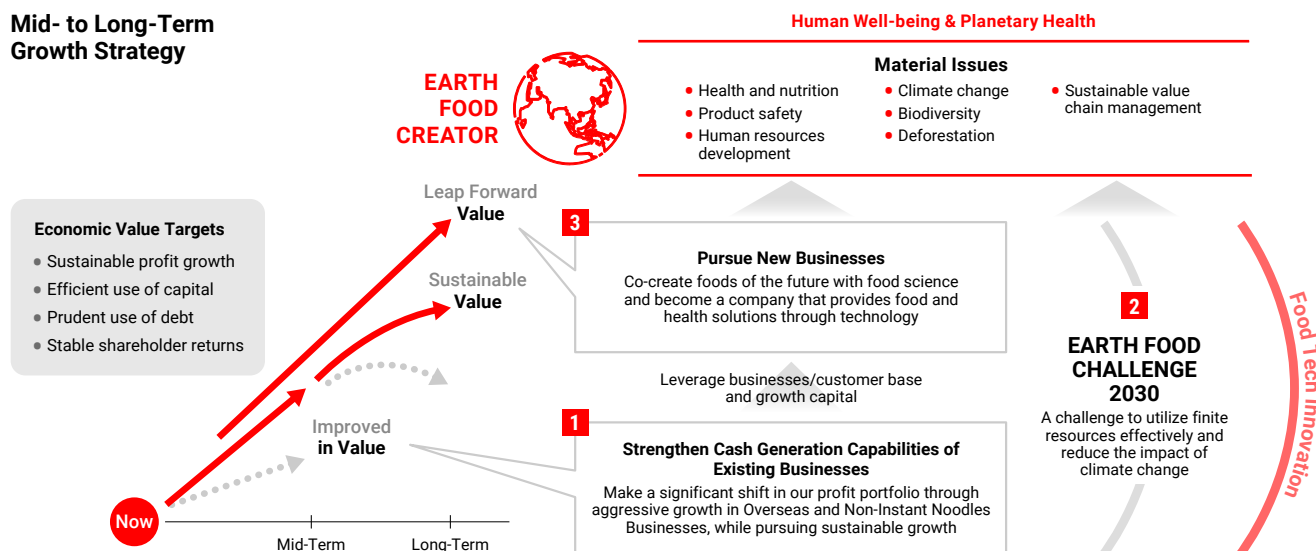 Mid- to Long-Term
Growth Strategy
Human Well-being & Planetary Health
EARTH
FOOD
CREATOR
Material Issues
• Health and nutrition
• Product safety
• Human resources
development
• Climate change
• Biodiversity
• Deforestation
• Sustainable value
chain management
Economic Value Targets
• Sustainable profit growth
• Efficient use of capital
• Prudent use of debt
• Stable shareholder returns
Leap Forward
Value
Sustainable
Value
Improved
in Value
Now
Mid-Term
Long-Term
3
Pursue New Businesses
Co-create foods of the future with food science
and become a company that provides food and
health solutions through technology
Leverage businesses/customer base
and growth capital
1
Strengthen Cash Generation Capabilities of
Existing Businesses
Make a significant shift in our profit portfolio through
aggressive growth in Overseas and Non-Instant Noodles
Businesses, while pursuing sustainable growth
2
EARTH FOOD
CHALLENGE
2030
A challenge to utilize finite
resources effectively and
reduce the impact of
climate change
Food Tech Innovation